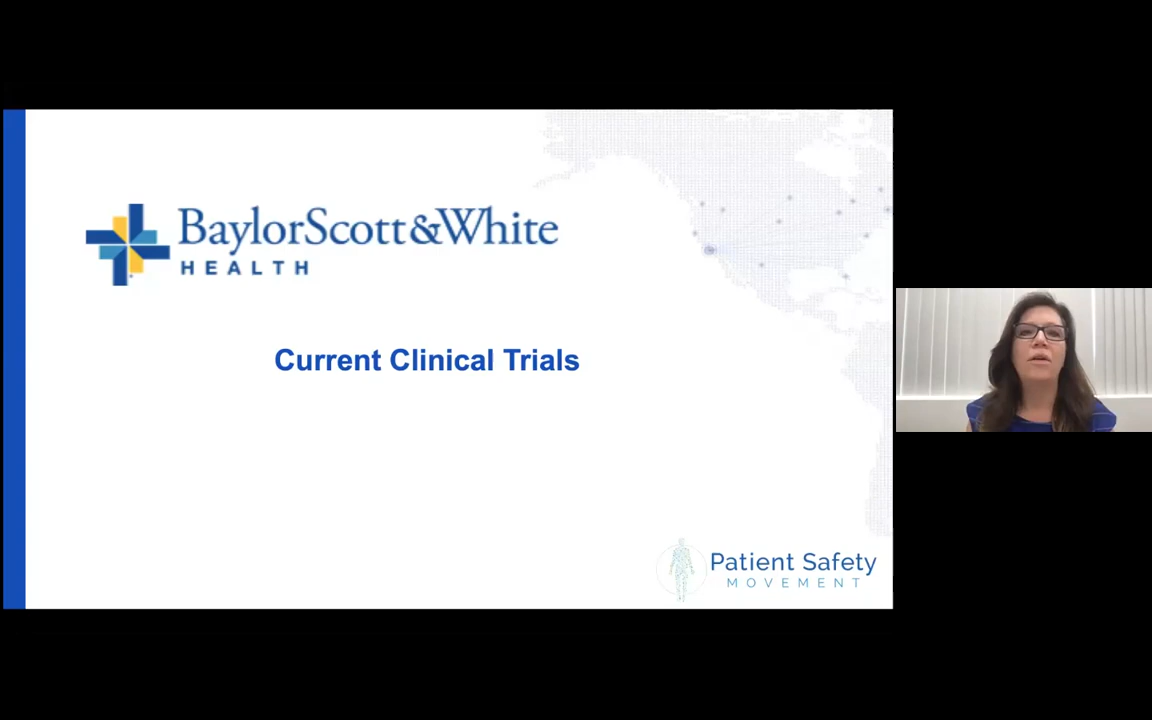 BaylorScott&White
HEALTH
Current Clinical Trials
Patient Safety
MOVEMENT